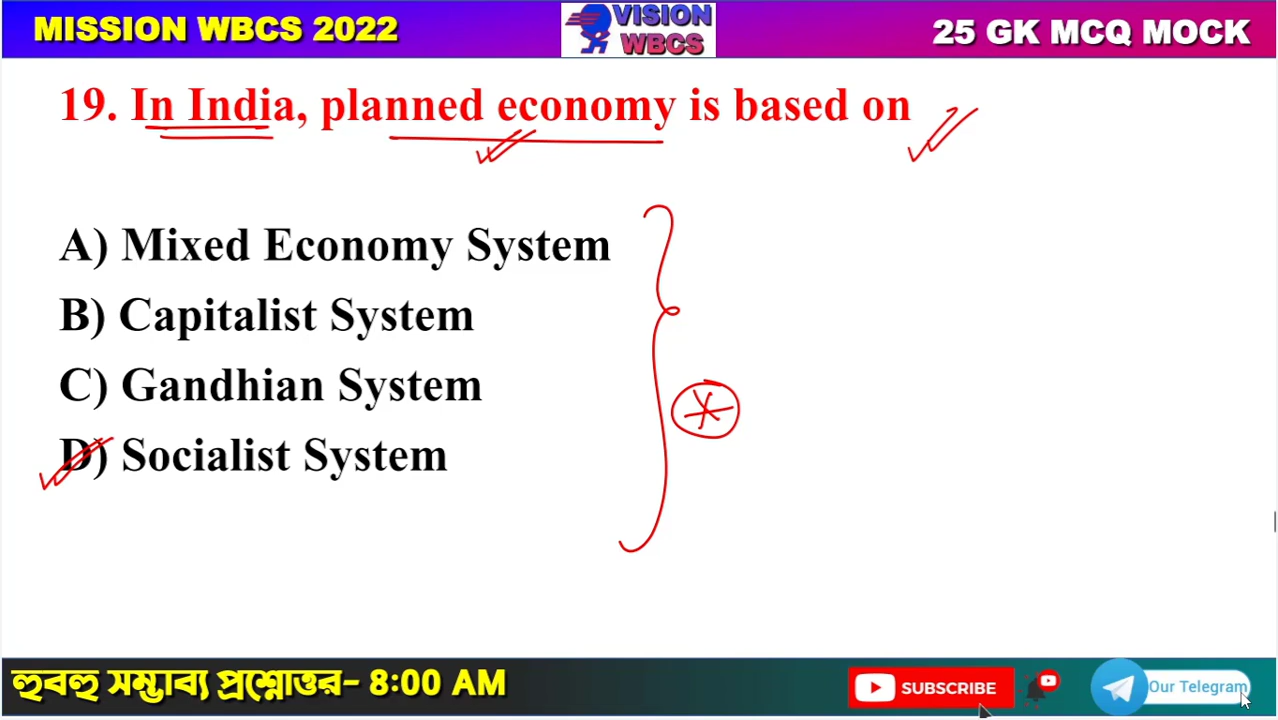 MISSION WBCS 2022
VISION
WBCS
25 GK MCQ MOCK
19. In India, planned economy is based on
A) Mixed Economy System
B) Capitalist System
C) Gandhian System
D) Socialist System
হুবহু সম্ভাব্য প্রশ্নোত্তর- 8:00 AM
SUBSCRIBE
Our Telegram